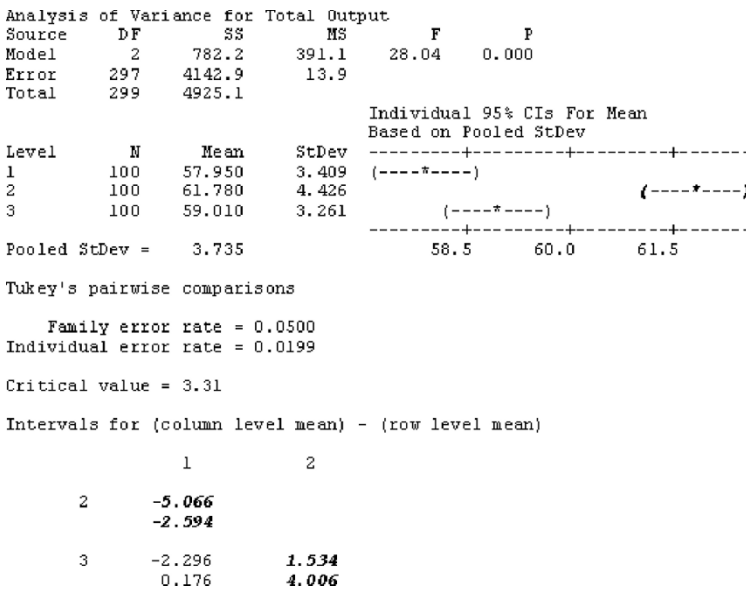 Analysis of Variance for Total Output
Source DF SS MS F P
Model 2 782.2 391.1 28.04 0.000
Error 297 4142.9 13.9
Total 299 4925.1
Individual 95% CIs For Mean
Based on Pooled StDev
Level N Mean StDev ---------+---------+---------+-------
1 100 57.950 3.409 (----*----)
2 100 61.780 4.426 (----*----)
3 100 59.010 3.261 (----*----)
---------+---------+---------+-------
Pooled StDev = 3.735 58.5 60.0 61.5
Tukey's pairwise comparisons
Family error rate = 0.0500
Individual error rate = 0.0199
Critical value = 3.31
Intervals for (column level mean) - (row level mean)
1 2
2 -5.066
-2.594
3 -2.296 1.534
0.176 4.006